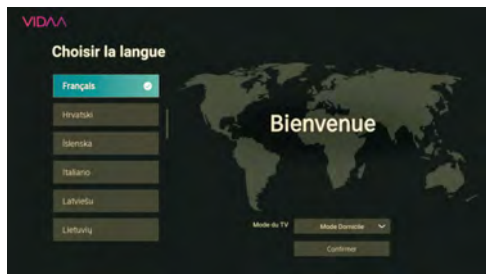 VIDAA
Choisir la langue
Français
Hrvatski
Íslenska
Italiano
Latviešu
Lietuvių
Bienvenue
Mode du TV
Mode Domicile
Confirmer